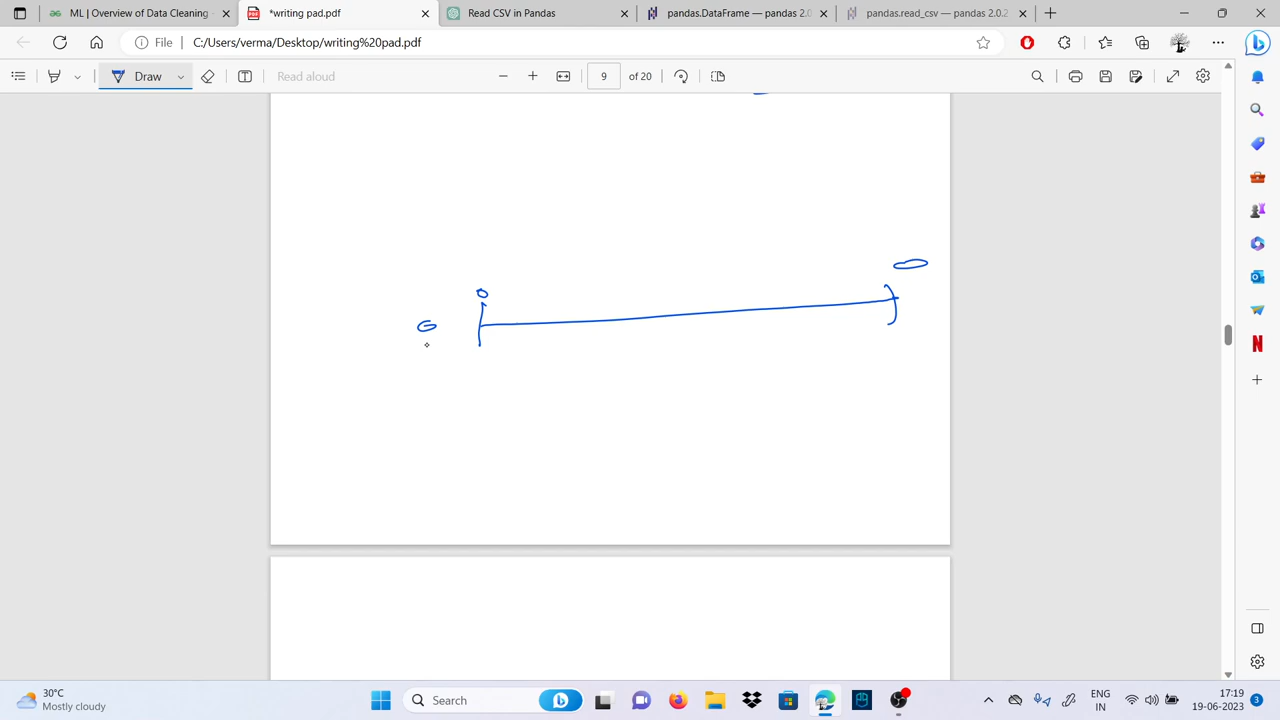 ML | Overview of Data Cleaning
*writing pad.pdf
Read CSV in Pandas
pandas.DataFrame — pandas 2.0.
pandas.read_csv — pandas 2.0.2
File
C:/Users/verma/Desktop/writing%20pad.pdf
Draw
Read aloud
9
of 20
0
30°C
Mostly cloudy
Search
ENG
IN
17:19
19-06-2023
3